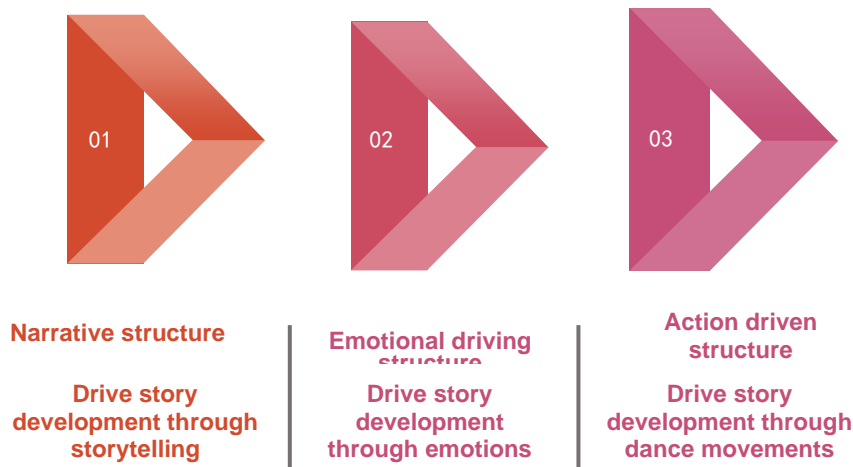 01
02
03
Narrative structure
Emotional driving
structure
Action driven
structure
Drive story
development through
storytelling
Drive story
development
through emotions
Drive story
development through
dance movements